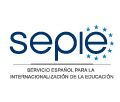 sepie
SERVICIO ESPAÑOL PARA LA
INTERNACIONALIZACIÓN DE LA EDUCACIÓN